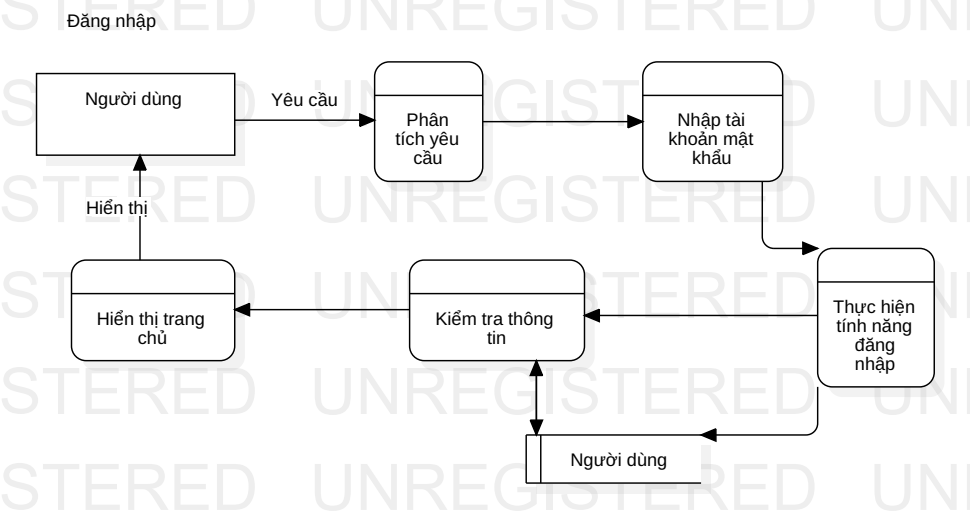 Đăng nhập
Người dùng
Yêu cầu
Phân
tích yêu
cầu
Nhập tài
khoản mật
khẩu
Hiển thị
Hiển thị trang
chủ
Kiểm tra thông
tin
Thực hiện
tính năng
đăng
nhập
Người dùng
UNREGISTERED